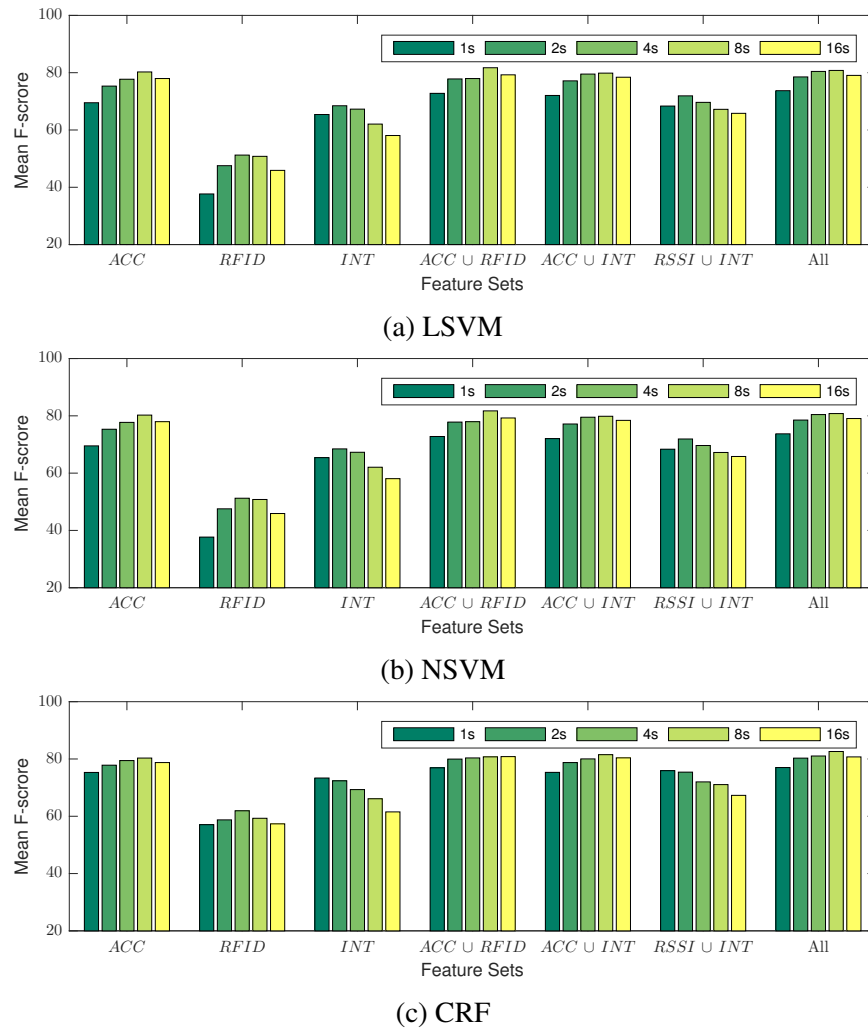 100
80
60
40
20
Mean F-scrore
1s 2s 4s 8s 16s
ACC RFID INT ACC ∪ RFID ACC ∪ INT RSSI ∪ INT All
Feature Sets
(a) LSVM
100
80
60
40
20
Mean F-scrore
1s 2s 4s 8s 16s
ACC RFID INT ACC ∪ RFID ACC ∪ INT RSSI ∪ INT All
Feature Sets
(b) NSVM
100
80
60
40
20
Mean F-scrore
1s 2s 4s 8s 16s
ACC RFID INT ACC ∪ RFID ACC ∪ INT RSSI ∪ INT All
Feature Sets
(c) CRF